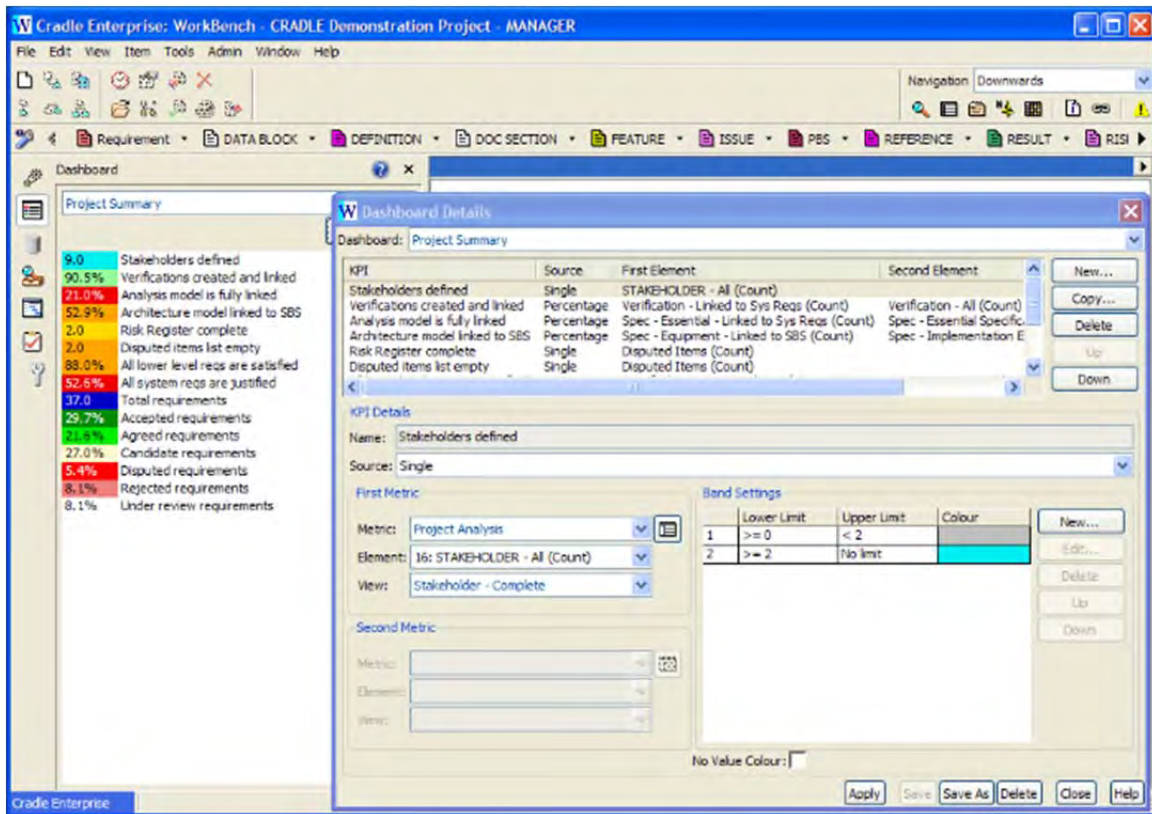 Cradle Enterprise: WorkBench - CRADLE Demonstration Project - MANAGER
File Edit View Item Tools Admin Window Help
Navigation Downwards
Requirement DATA BLOCK DEFINITION DOC SECTION FEATURE ISSUE PBS REFERENCE RESULT RISI
Dashboard
Project Summary
9.0 Stakeholders defined
90.5% Verifications created and linked
21.0% Analysis model is fully linked
52.9% Architecture model linked to SBS
2.0 Risk Register complete
2.0 Disputed items list empty
88.0% All lower level reqs are satisfied
52.6% All system reqs are justified
37.0 Total requirements
29.7% Accepted requirements
21.6% Agreed requirements
27.0% Candidate requirements
5.4% Disputed requirements
8.1% Rejected requirements
8.1% Under review requirements
Cradle Enterprise
Dashboard Details
Dashboard: Project Summary
KPI Source First Element Second Element
Stakeholders defined Single STAKEHOLDER - All (Count)
Verifications created and linked Percentage Verification - Linked to Sys Reqs (Count) Verification - All (Count)
Analysis model is fully linked Percentage Spec - Essential - Linked to Sys Reqs (Count) Spec - Essential Specific
Architecture model linked to SBS Percentage Spec - Equipment - Linked to SBS (Count) Spec - Implementation E
Risk Register complete Single Disputed Items (Count)
Disputed items list empty Single Disputed Items (Count)
New...
Copy...
Delete
Up
Down
KPI Details
Name: Stakeholders defined
Source: Single
First Metric
Metric: Project Analysis
Element: 16: STAKEHOLDER - All (Count)
View: Stakeholder - Complete
Second Metric
Metric:
Element:
View:
Band Settings
Lower Limit Upper Limit Colour
1 >= 0 < 2
2 >= 2 No limit
New...
Edit...
Delete
Up
Down
No Value Colour:
Apply Save Save As Delete Close Help